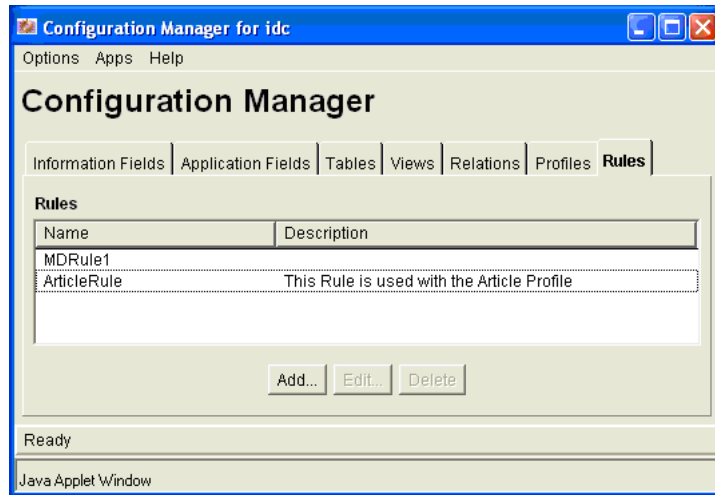 Configuration Manager for idc
Options Apps Help
Configuration Manager
Information Fields Application Fields Tables Views Relations Profiles Rules
Rules
Name Description
MDRule1
ArticleRule This Rule is used with the Article Profile
Add... Edit... Delete
Ready
Java Applet Window